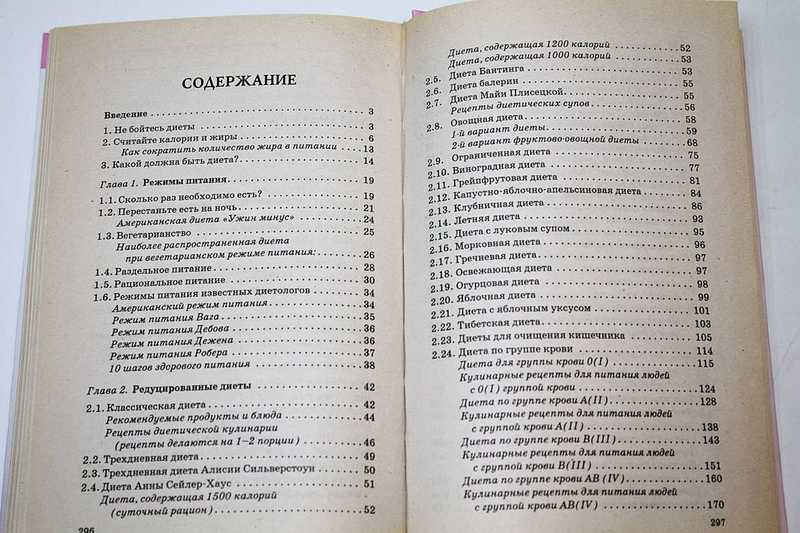 СОДЕРЖАНИЕ
Введение . . . . . . . . . . 3
1. Не бойтесь диеты . . . . . . . . . . 3
2. Считайте калории и жиры . . . . . . . . . . 6
Как сократить количество жира в питании . . . . 13
3. Какой должна быть диета? . . . . . . . . . . 14
Глава 1. Режимы питания . . . . . . . . . . 19
1.1. Сколько раз необходимо есть? . . . . . . . . . . 19
1.2. Перестаньте есть на ночь . . . . . . . . . . 21
Американская диета «Ужин минус» . . . . . . . . . . 24
1.3. Вегетарианство . . . . . . . . . . 25
Наиболее распространенная диета
при вегетарианском режиме питания: . . . . . . 26
1.4. Раздельное питание . . . . . . . . . . 28
1.5. Рациональное питание . . . . . . . . . . 30
1.6. Режимы питания известных диетологов . . . . . . 34
Американский режим питания . . . . . . . . . . 34
Режим питания Вага . . . . . . . . . . 35
Режим питания Дебова . . . . . . . . . . 36
Режим питания Дежена . . . . . . . . . . 36
Режим питания Робера . . . . . . . . . . 37
10 шагов здорового питания . . . . . . . . . . 38
Глава 2. Редуцированные диеты . . . . . . . . . . 42
2.1. Классическая диета . . . . . . . . . . 42
Рекомендуемые продукты и блюда . . . . . . . . . . 44
Рецепты диетической кулинарии
(рецепты делаются на 1–2 порции) . . . . . . . . . . 46
2.2. Трехдневная диета . . . . . . . . . . 49
2.3. Трехдневная диета Алисии Сильверстоун . . . . . . 50
2.4. Диета Анны Сейлер-Хаус . . . . . . . . . . 51
Диета, содержащая 1500 калорий
(суточный рацион) . . . . . . . . . . 52
296
Диета, содержащая 1200 калорий . . . . . . . . . . 52
Диета, содержащая 1000 калорий . . . . . . . . . . 53
2.5. Диета Бантинга . . . . . . . . . . 53
2.6. Диета балерин . . . . . . . . . . 55
2.7. Диета Майи Плисецкой . . . . . . . . . . 55
Рецепты диетических супов . . . . . . . . . . 56
2.8. Овощная диета . . . . . . . . . . 58
1-й вариант диеты . . . . . . . . . . 59
2-й вариант фруктово-овощной диеты . . . . . . 68
2.9. Ограниченная диета . . . . . . . . . . 75
2.10. Виноградная диета . . . . . . . . . . 77
2.11. Грейпфрутовая диета . . . . . . . . . . 81
2.12. Капустно-яблочно-апельсиновая диета . . . . . . 84
2.13. Клубничная диета . . . . . . . . . . 86
2.14. Летняя диета . . . . . . . . . . 93
2.15. Диета с луковым супом . . . . . . . . . . 95
2.16. Морковная диета . . . . . . . . . . 96
2.17. Гречневая диета . . . . . . . . . . 97
2.18. Освежающая диета . . . . . . . . . . 97
2.19. Огурцовая диета . . . . . . . . . . 98
2.20. Яблочная диета . . . . . . . . . . 99
2.21. Диета с яблочным уксусом . . . . . . . . . . 101
2.22. Тибетская диета . . . . . . . . . . 103
2.23. Диеты для очищения кишечника . . . . . . . . . . 105
2.24. Диета по группе крови . . . . . . . . . . 114
Диета для группы крови 0(I) . . . . . . . . . . 115
Кулинарные рецепты для питания людей
с 0(I) группой крови . . . . . . . . . . 124
Диета по группе крови А(II) . . . . . . . . . . 128
Кулинарные рецепты для питания людей
с группой крови А(II) . . . . . . . . . . 138
Диета по группе крови В(III) . . . . . . . . . . 143
Кулинарные рецепты для питания людей
с группой крови В(III) . . . . . . . . . . 151
Диета по группе крови АВ (IV) . . . . . . . . . . 160
Кулинарные рецепты для питания людей
с группой крови АВ(IV) . . . . . . . . . . 170
297